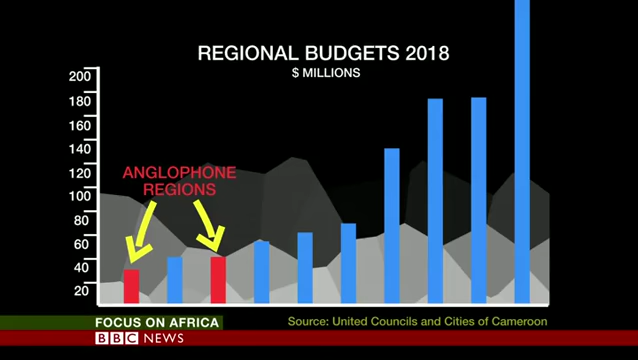 REGIONAL BUDGETS 2018
$ MILLIONS
200
180
160
140
120
100
80
60
40
20
ANGLOPHONE
REGIONS
FOCUS ON AFRICA
Source: United Councils and Cities of Cameroon
BBC NEWS